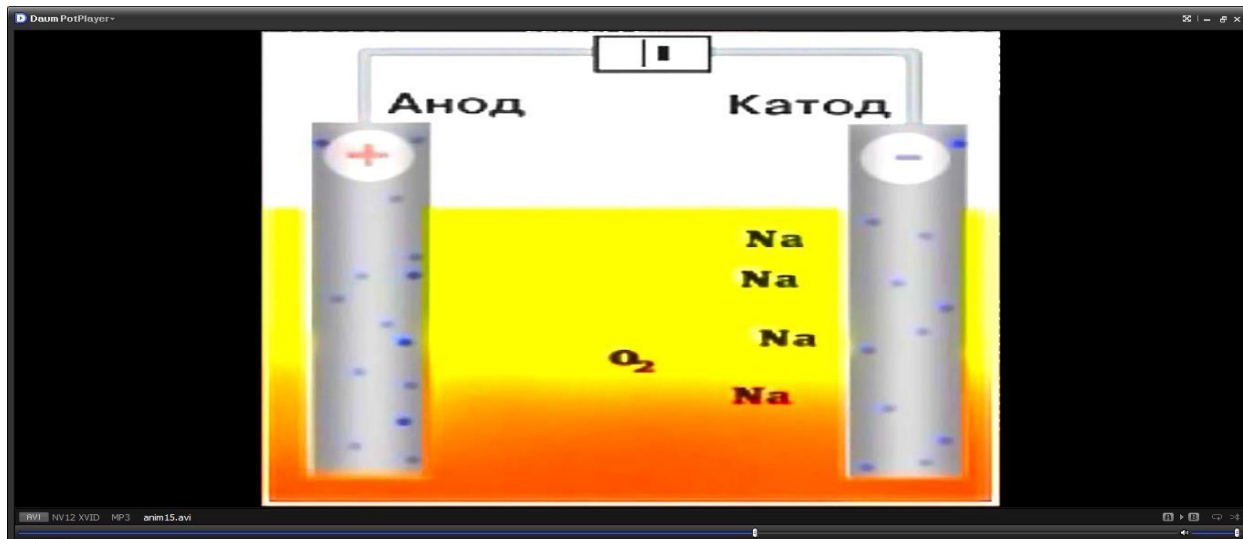 Daum PotPlayer
Анод
Катод
+
−
Na
Na
Na
O₂
Na
AVI NV12 XVID MP3 anim15.avi
A B